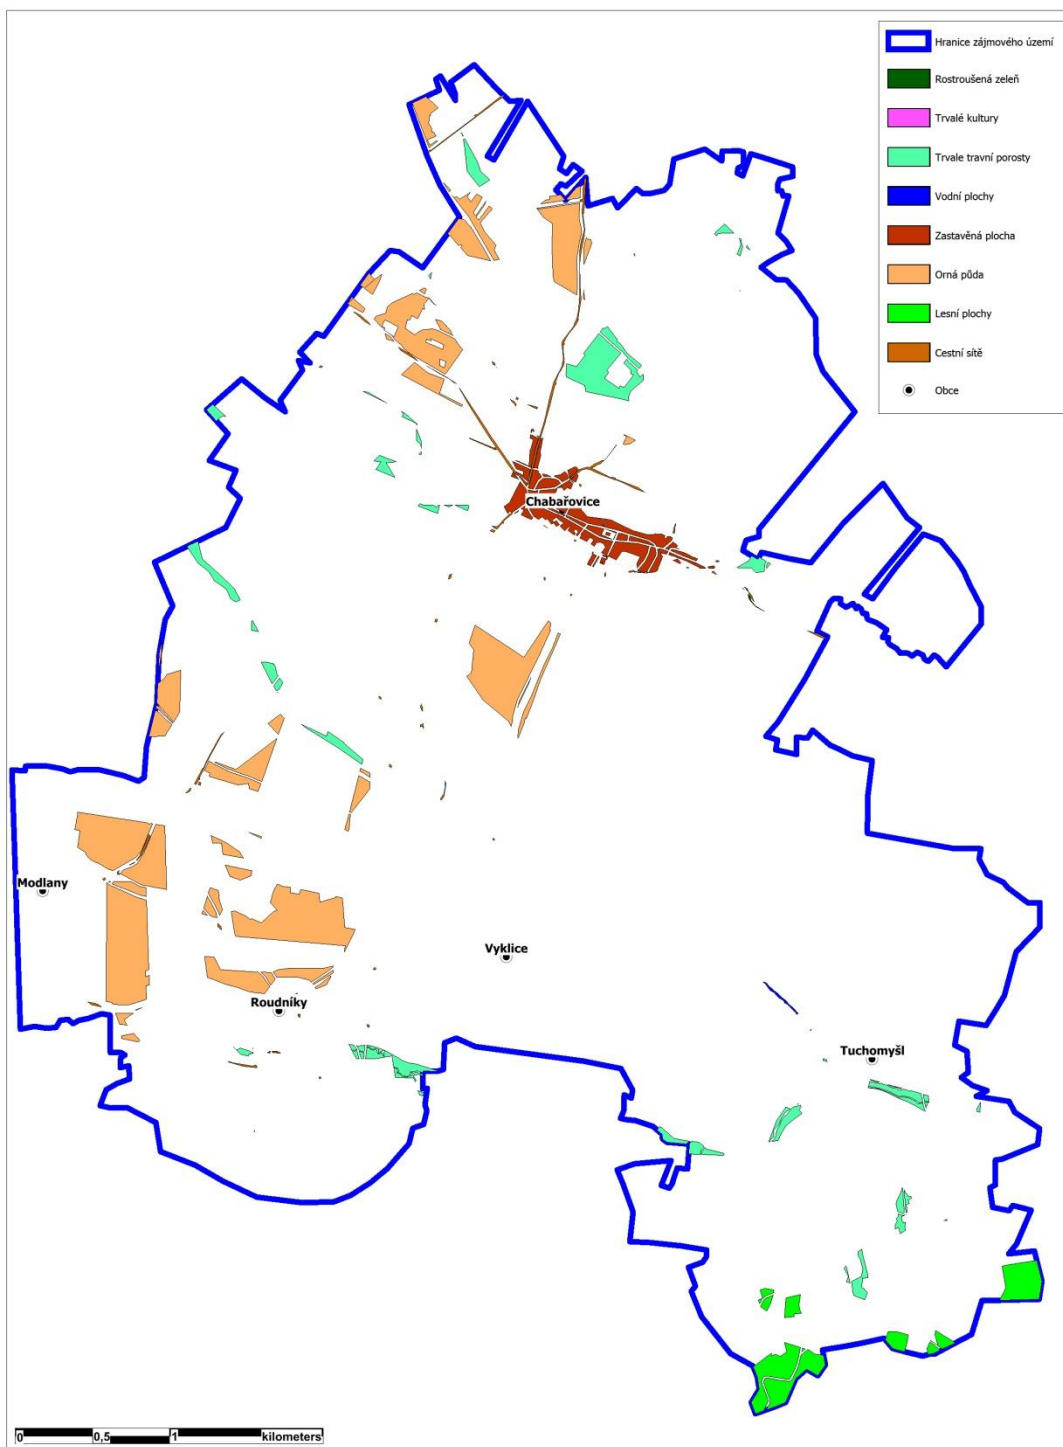 Hranice zájmového území
Rostroušená zeleň
Trvalé kultury
Trvale travní porosty
Vodní plochy
Zastavěná plocha
Orná půda
Lesní plochy
Cestní sítě
Obce
Chabařovice
Modlany
Vyklice
Roudníky
Tuchomyšl
0 0,5 1 kilometers